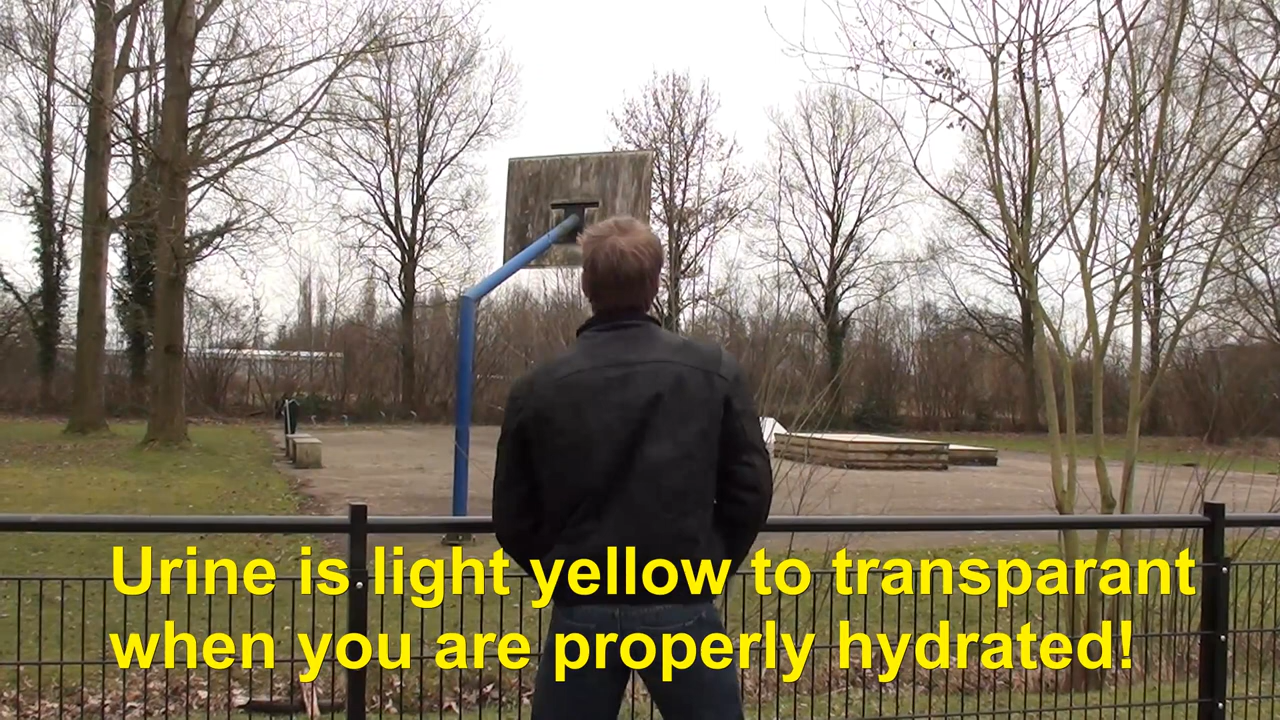 Urine is light yellow to transparant
when you are properly hydrated!